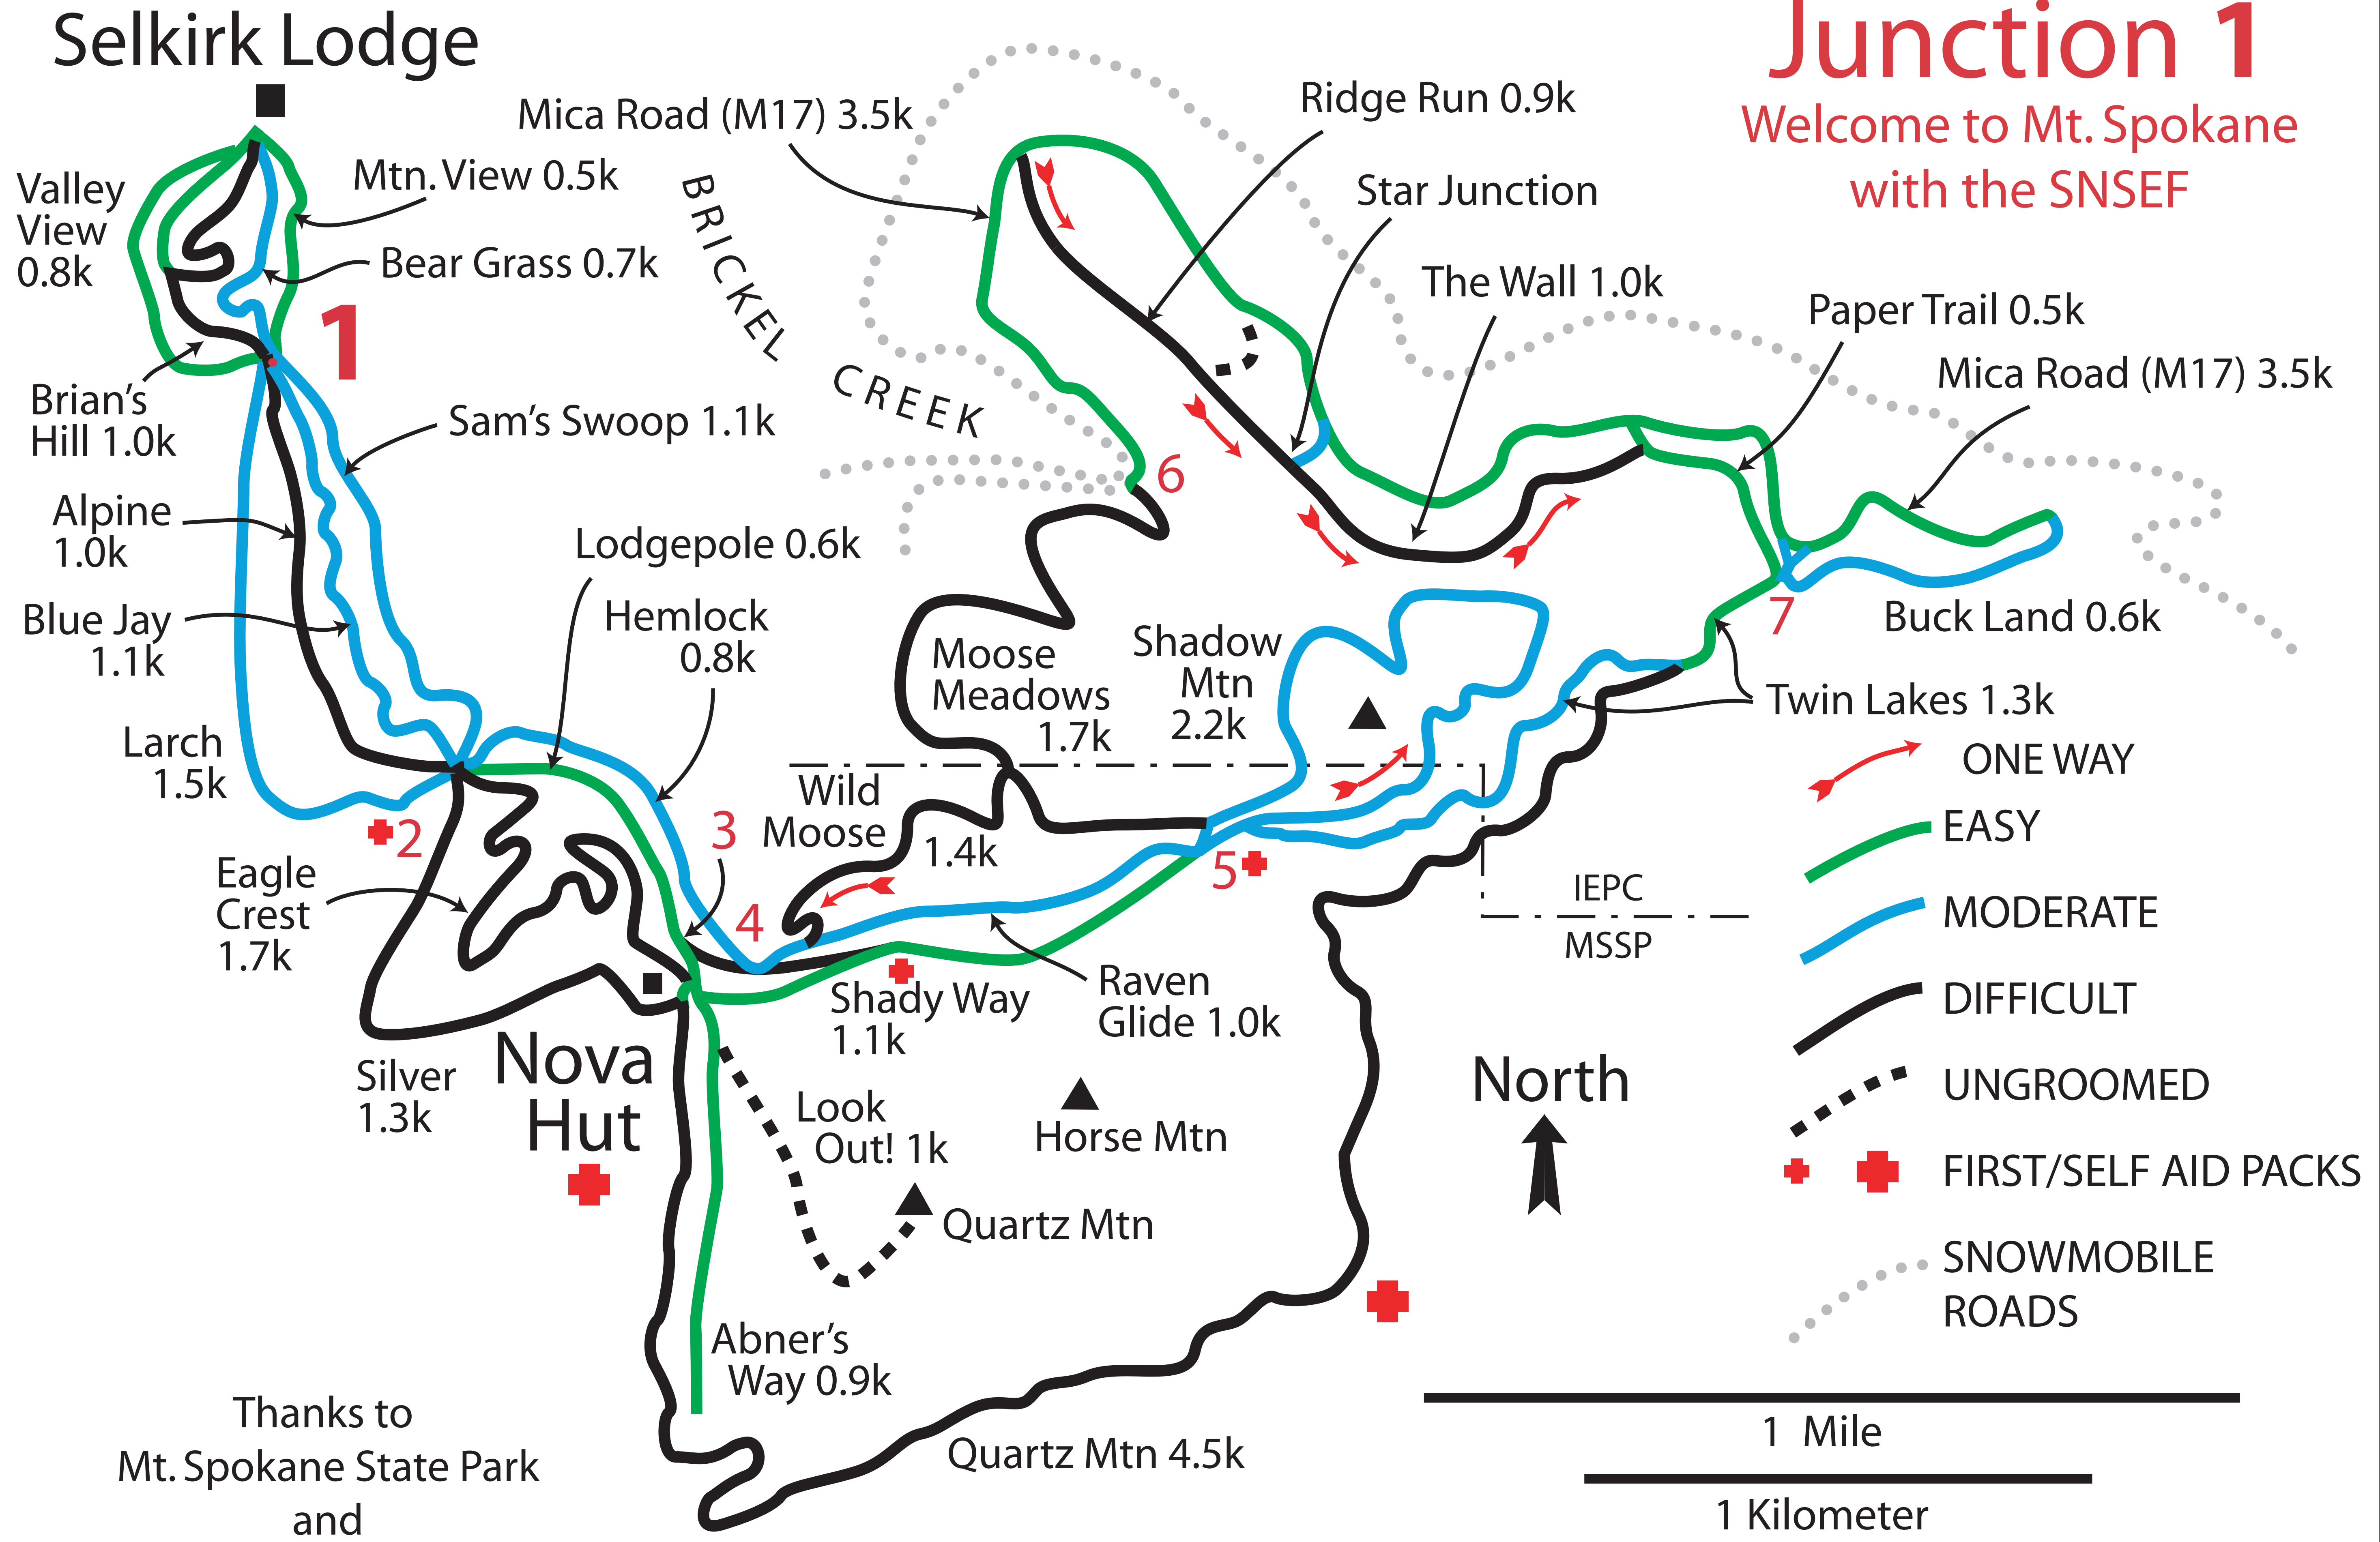 Selkirk Lodge
Junction 1
Welcome to Mt. Spokane
with the SNSEF
Mica Road (M17) 3.5k
Ridge Run 0.9k
Star Junction
The Wall 1.0k
Paper Trail 0.5k
Mica Road (M17) 3.5k
Valley
View
0.8k
Mtn. View 0.5k
Bear Grass 0.7k
BRICKEL
CREEK
1
Brian's
Hill 1.0k
Sam's Swoop 1.1k
Alpine
1.0k
Blue Jay
1.1k
Larch
1.5k
Lodgepole 0.6k
Hemlock
0.8k
6
Moose
Meadows
1.7k
Shadow
Mtn
2.2k
7
Buck Land 0.6k
Twin Lakes 1.3k
2
3
Wild
Moose
1.4k
4
5
Eagle
Crest
1.7k
IEPC
MSSP
Shady Way
1.1k
Raven
Glide 1.0k
Silver
1.3k
Nova
Hut
Look
Out! 1k
Horse Mtn
Quartz Mtn
North
Abner's
Way 0.9k
Quartz Mtn 4.5k
ONE WAY
EASY
MODERATE
DIFFICULT
UNGROOMED
FIRST/SELF AID PACKS
SNOWMOBILE
ROADS
1 Mile
1 Kilometer
Thanks to
Mt. Spokane State Park
and